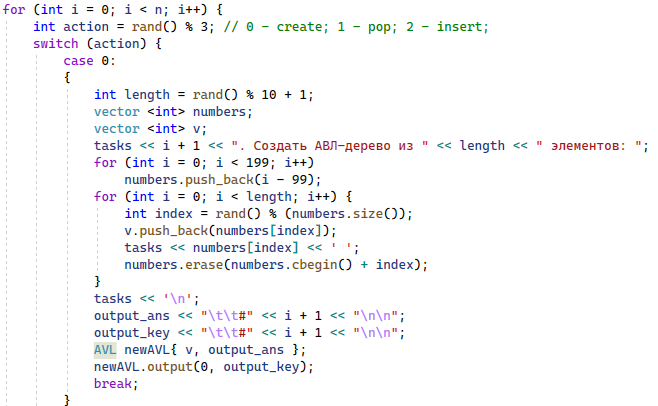 for (int i = 0; i < n; i++) {
    int action = rand() % 3; // 0 - create; 1 - pop; 2 - insert;
    switch (action) {
        case 0:
        {
            int length = rand() % 10 + 1;
            vector <int> numbers;
            vector <int> v;
            tasks << i + 1 << ". Создать АВЛ-дерево из " << length << " элементов: ";
            for (int i = 0; i < 199; i++)
                numbers.push_back(i - 99);
            for (int i = 0; i < length; i++) {
                int index = rand() % (numbers.size());
                v.push_back(numbers[index]);
                tasks << numbers[index] << ' ';
                numbers.erase(numbers.cbegin() + index);
            }
            tasks << '\n';
            output_ans << "\t\t#" << i + 1 << "\n\n";
            output_key << "\t\t#" << i + 1 << "\n\n";
            AVL newAVL{ v, output_ans };
            newAVL.output(0, output_key);
            break;
        }